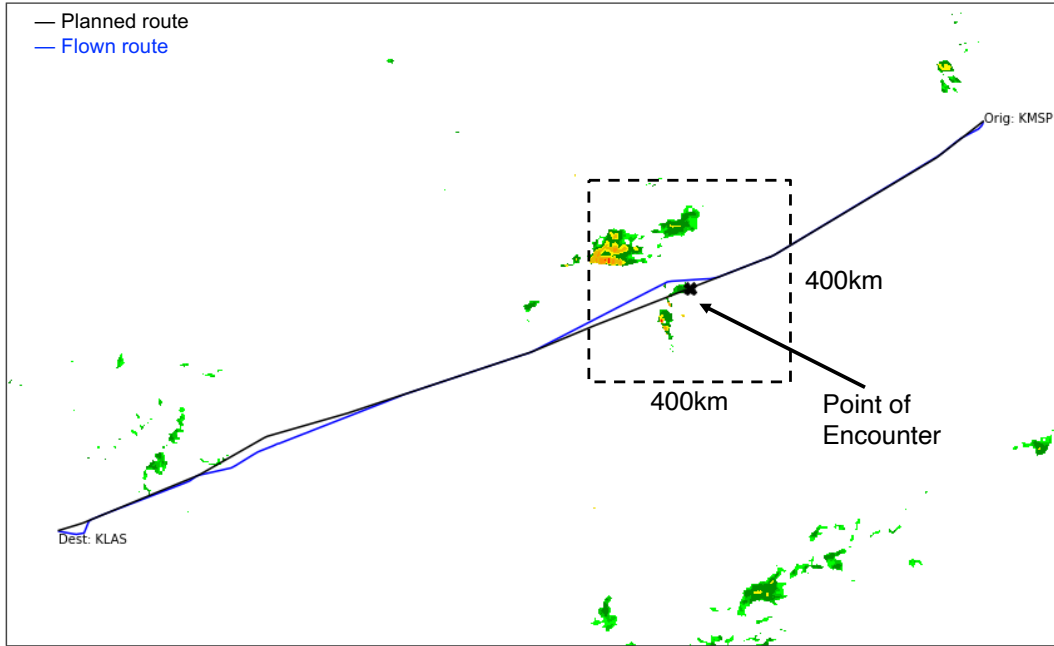 — Planned route
— Flown route
Orig: KMSP
400km
400km
Point of
Encounter
Dest: KLAS